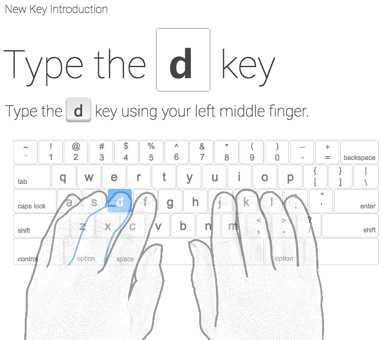 New Key Introduction
Type the d key
Type the d key using your left middle finger.
~ ` ! 1 @ 2 # 3 $ 4 % 5 ^ 6 & 7 * 8 ( 9 ) 0 – - + = backspace
tab q w e r t y u i o p { [ } ] | \
caps lock a s d f g h j k l : ; " ' enter
shift z x c v b n m < , > . ? / shift
control option space option